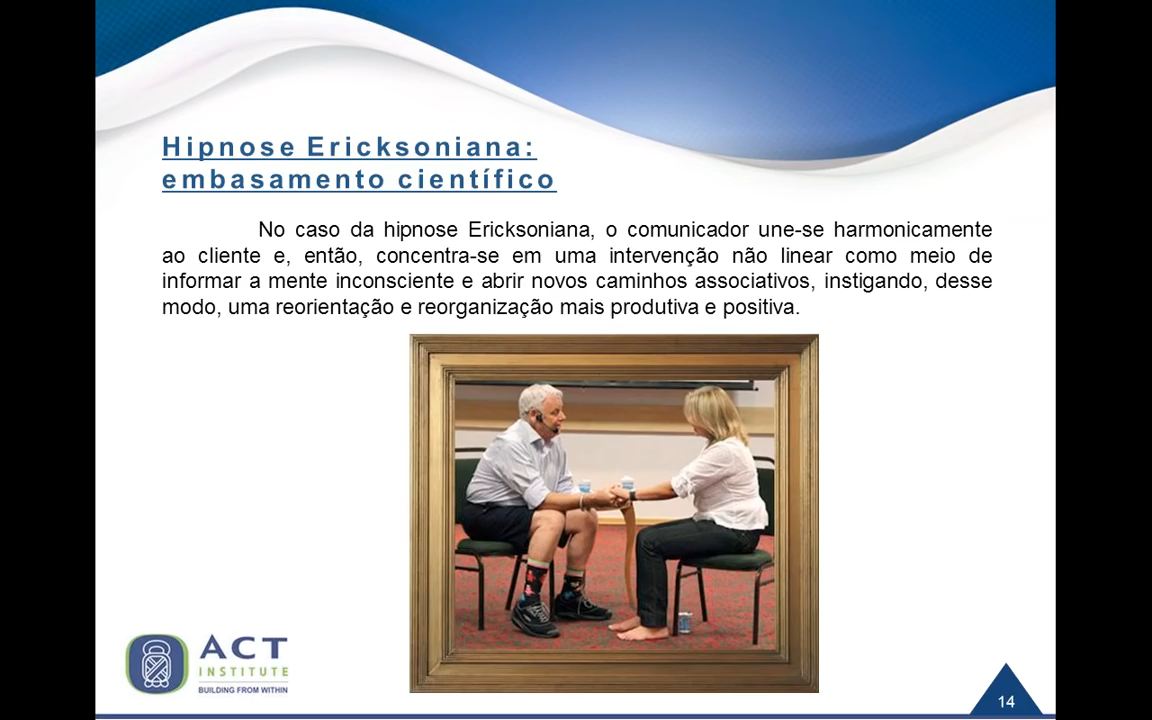 Hipnose Ericksoniana:
embasamento científico
No caso da hipnose Ericksoniana, o comunicador une-se harmonicamente
ao cliente e, então, concentra-se em uma intervenção não linear como meio de
informar a mente inconsciente e abrir novos caminhos associativos, instigando, desse
modo, uma reorientação e reorganização mais produtiva e positiva.
ACT
INSTITUTE
BUILDING FROM WITHIN
14